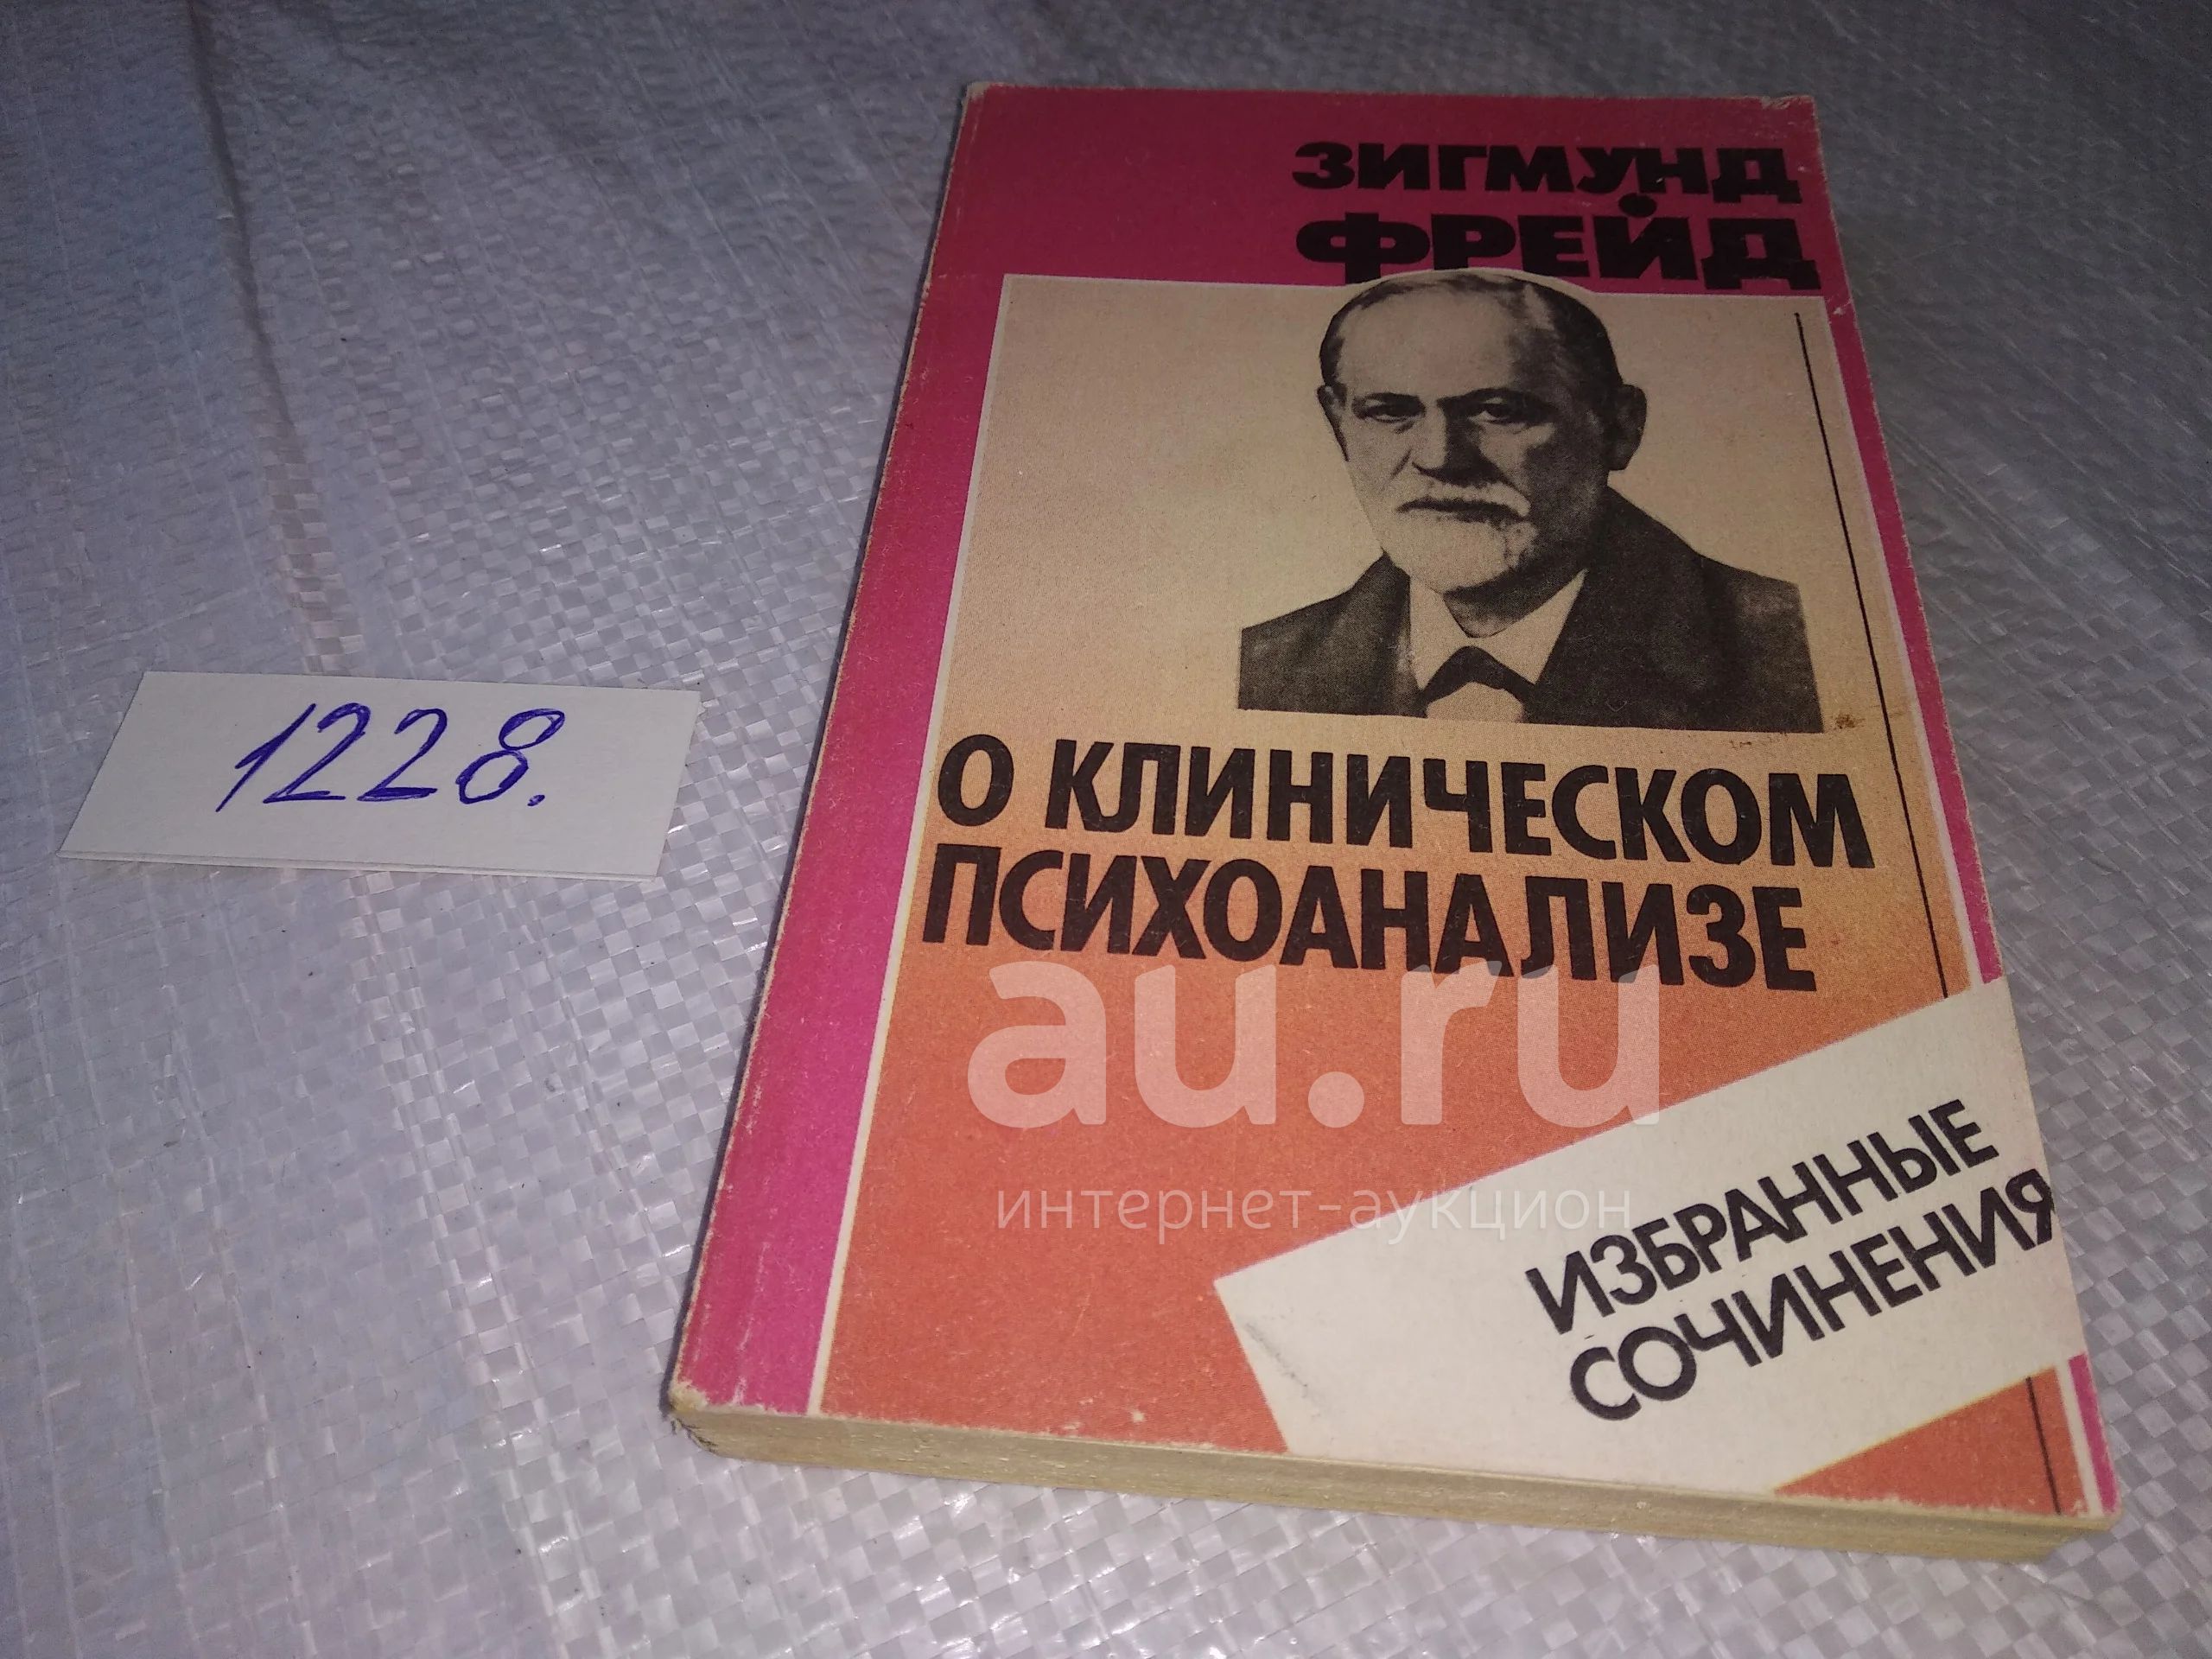 ЗИГМУНД
ФРЕЙД
1228.
О КЛИНИЧЕСКОМ
ПСИХОАНАЛИЗЕ
au.ru
интернет-аукцион
ИЗБРАННЫЕ
СОЧИНЕНИЯ